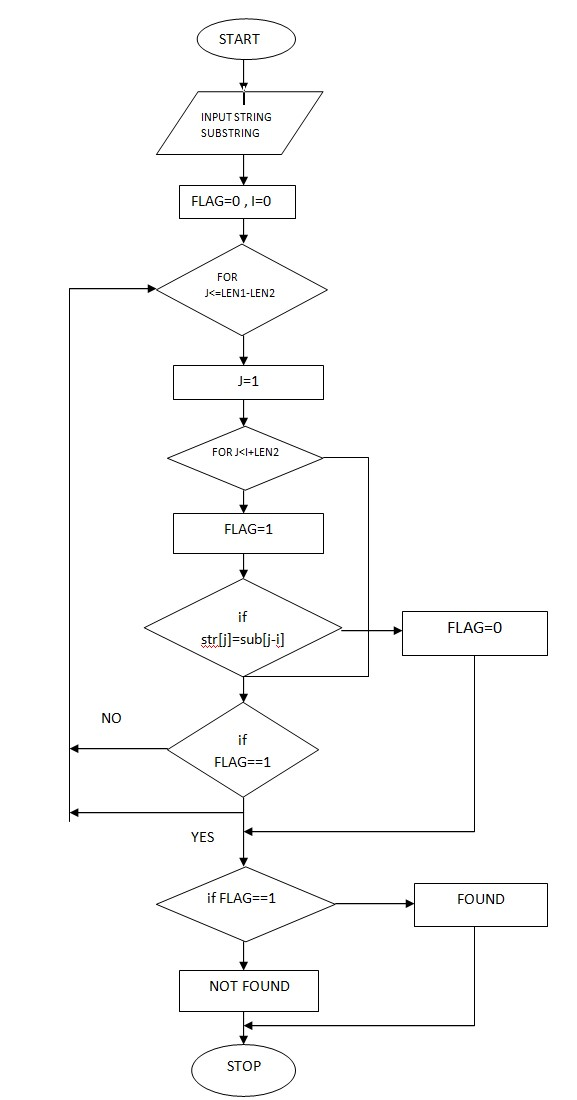 START
INPUT STRING
SUBSTRING
FLAG=0 , I=0
FOR
J<=LEN1-LEN2
J=1
FOR J<I+LEN2
FLAG=1
if
str[j]=sub[j-i]
FLAG=0
NO
if
FLAG==1
YES
if FLAG==1
FOUND
NOT FOUND
STOP